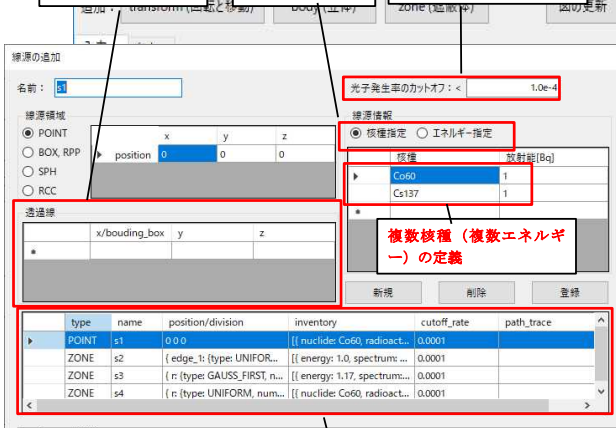 追加： transform (回転と移動) body (立体) zone (遮蔽体) 図の更新
線源の追加
名前： s1
光子発生率のカットオフ：< 1.0e-4
線源領域
POINT
BOX, RPP
SPH
RCC
x y z
position 0 0 0
線源情報
核種指定 エネルギー指定
核種 放射能[Bq]
Co60 1
Cs137 1
複数核種（複数エネルギ
ー）の定義
透過線
x/bouding_box y z
新規 削除 登録
type name position/division inventory cutoff_rate path_trace
POINT s1 0 0 0 [{ nuclide: Co60, radioact... 0.0001
ZONE s2 { edge_1: {type: UNIFOR... [{ energy: 1.0, spectrum: ... 0.0001
ZONE s3 { r: {type: GAUSS_FIRST, n... [{ energy: 1.17, spectrum:... 0.0001
ZONE s4 { r: {type: UNIFORM, num... [{ nuclide: Co60, radioact... 0.0001